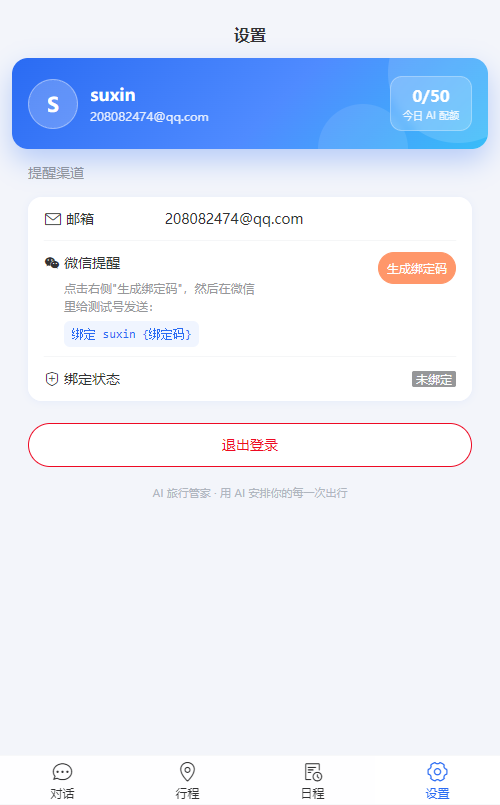 设置
S
suxin
208082474@qq.com
0/50
今日 AI 配额
提醒渠道
邮箱 208082474@qq.com
微信提醒
生成绑定码
点击右侧"生成绑定码"，然后在微信
里给测试号发送：
绑定 suxin {绑定码}
绑定状态 未绑定
退出登录
AI 旅行管家 · 用 AI 安排你的每一次出行
对话 行程 日程 设置